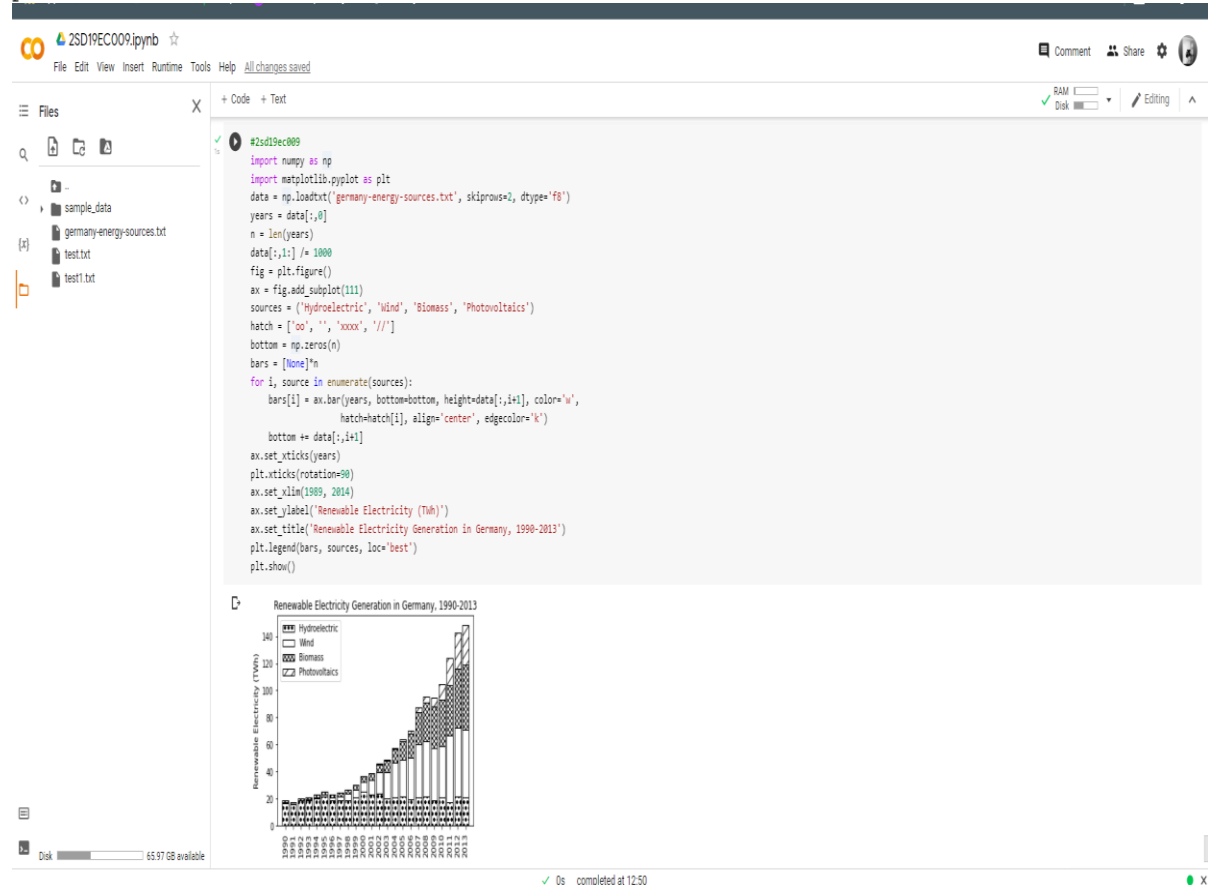 2SD19EC009.ipynb
File Edit View Insert Runtime Tools Help All changes saved
Comment Share
Files
+ Code + Text
RAM
Disk
Editing
..
sample_data
germany-energy-sources.txt
test.txt
test1.txt
{x}
1s
#2sd19ec009
import numpy as np
import matplotlib.pyplot as plt
data = np.loadtxt('germany-energy-sources.txt', skiprows=2, dtype='f8')
years = data[:,0]
n = len(years)
data[:,1:] /= 1000
fig = plt.figure()
ax = fig.add_subplot(111)
sources = ('Hydroelectric', 'Wind', 'Biomass', 'Photovoltaics')
hatch = ['oo', '', 'xxxx', '//']
bottom = np.zeros(n)
bars = [None]*n
for i, source in enumerate(sources):
    bars[i] = ax.bar(years, bottom=bottom, height=data[:,i+1], color='w',
                     hatch=hatch[i], align='center', edgecolor='k')
    bottom += data[:,i+1]
ax.set_xticks(years)
plt.xticks(rotation=90)
ax.set_xlim(1989, 2014)
ax.set_ylabel('Renewable Electricity (TWh)')
ax.set_title('Renewable Electricity Generation in Germany, 1990-2013')
plt.legend(bars, sources, loc='best')
plt.show()
Renewable Electricity Generation in Germany, 1990-2013
Hydroelectric
Wind
Biomass
Photovoltaics
Renewable Electricity (TWh)
140
120
100
80
60
40
20
0
1990
1991
1992
1993
1994
1995
1996
1997
1998
1999
2000
2001
2002
2003
2004
2005
2006
2007
2008
2009
2010
2011
2012
2013
Disk 65.97 GB available
0s completed at 12:50